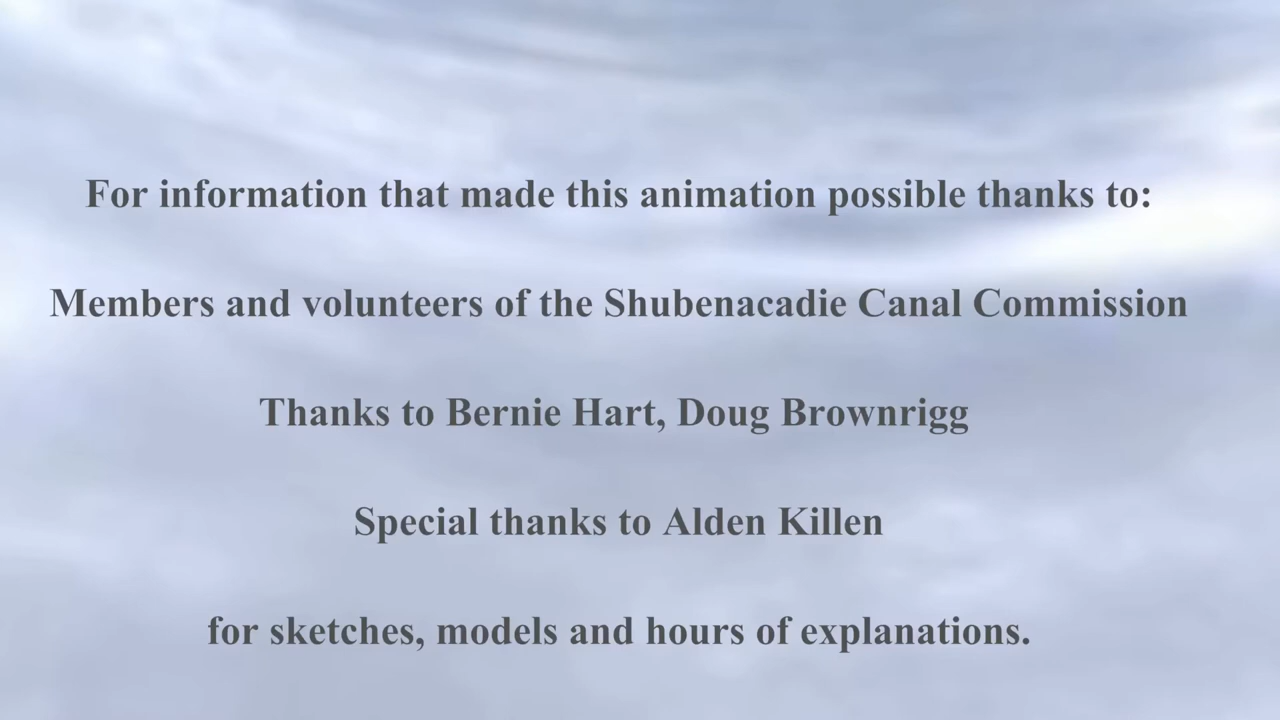 For information that made this animation possible thanks to:
Members and volunteers of the Shubenacadie Canal Commission
Thanks to Bernie Hart, Doug Brownrigg
Special thanks to Alden Killen
for sketches, models and hours of explanations.